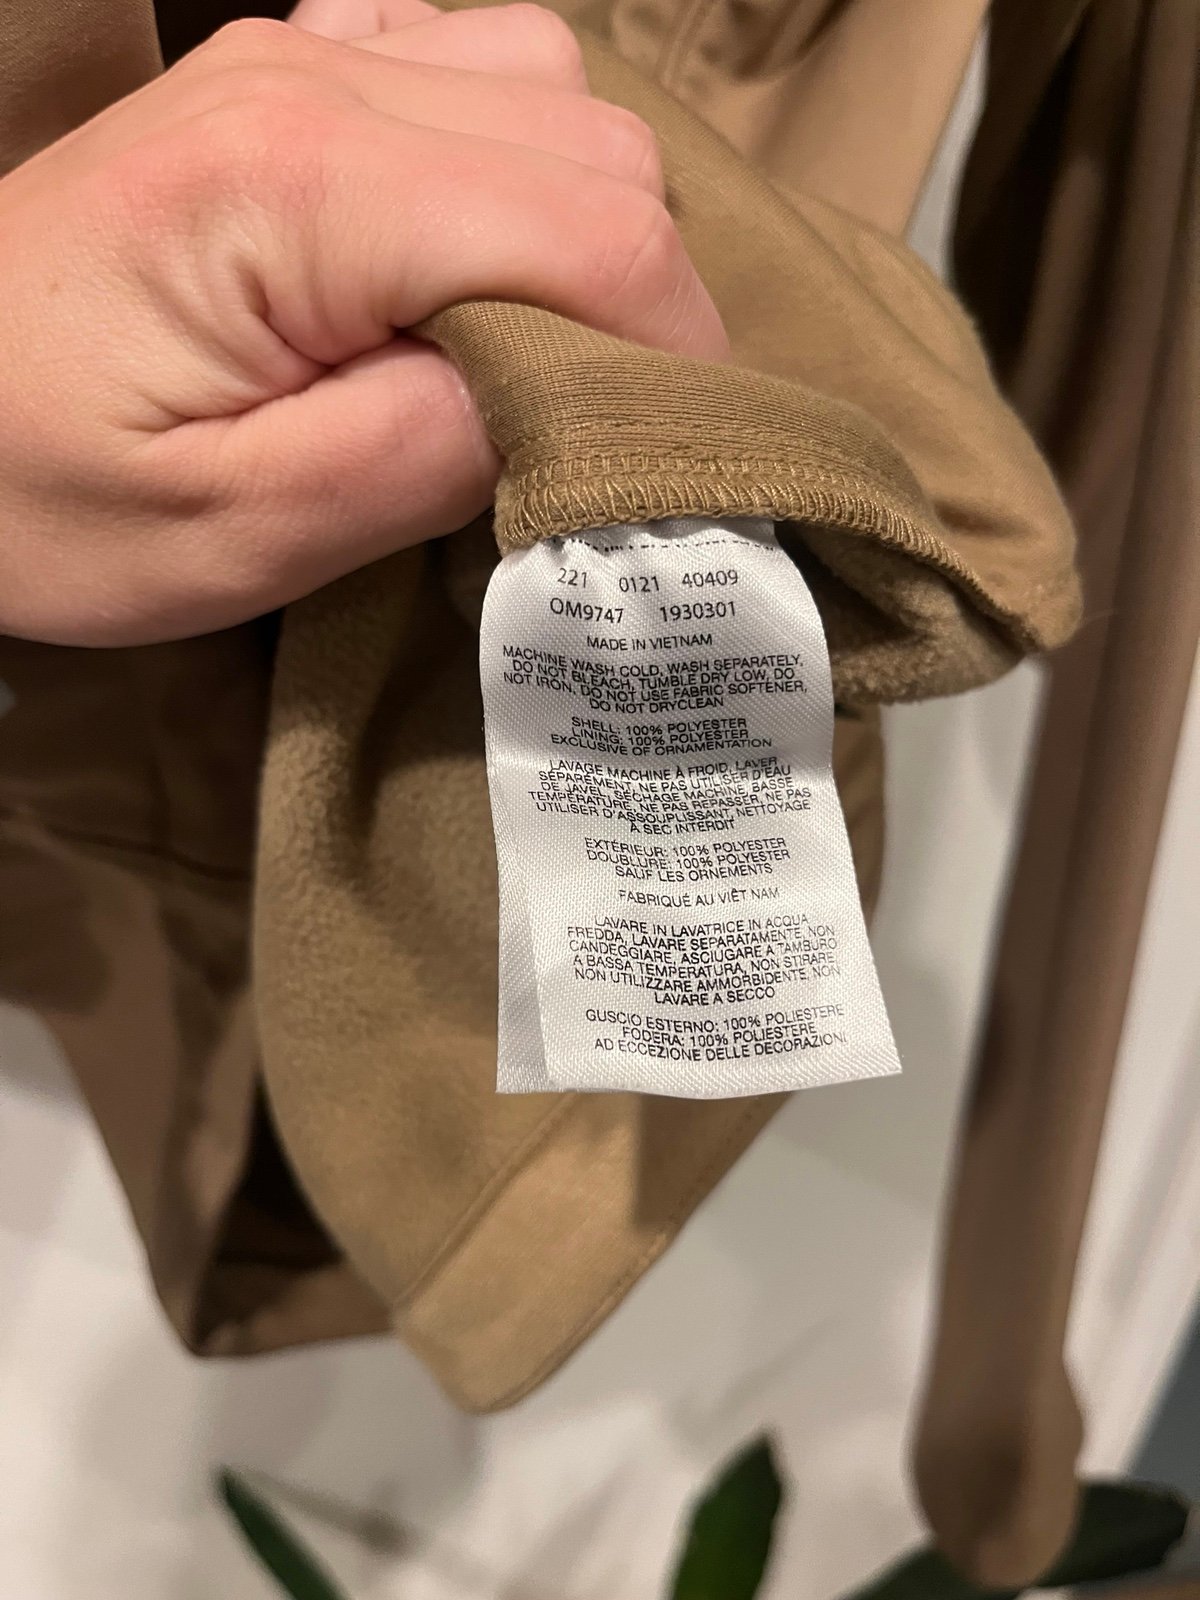 221 0121 40409
OM9747 1930301
MADE IN VIETNAM
MACHINE WASH COLD, WASH SEPARATELY,
DO NOT BLEACH, TUMBLE DRY LOW, DO
NOT IRON, DO NOT USE FABRIC SOFTENER,
DO NOT DRYCLEAN
SHELL: 100% POLYESTER
LINING: 100% POLYESTER
EXCLUSIVE OF ORNAMENTATION
LAVAGE MACHINE À FROID, LAVER
SÉPAREMENT, NE PAS UTILISER D'EAU
DE JAVEL, SÉCHAGE MACHINE, BASSE
TEMPÉRATURE, NE PAS REPASSER, NE PAS
UTILISER D'ASSOUPLISSANT, NETTOYAGE
À SEC INTERDIT
EXTÉRIEUR: 100% POLYESTER
DOUBLURE: 100% POLYESTER
SAUF LES ORNEMENTS
FABRIQUÉ AU VIÊT NAM
LAVARE IN LAVATRICE IN ACQUA
FREDDA, LAVARE SEPARATAMENTE, NON
CANDEGGIARE, ASCIUGARE A TAMBURO
A BASSA TEMPERATURA, NON STIRARE,
NON UTILIZZARE AMMORBIDENTE, NON
LAVARE A SECCO
GUSCIO ESTERNO: 100% POLIESTERE
FODERA: 100% POLIESTERE
AD ECCEZIONE DELLE DECORAZIONI